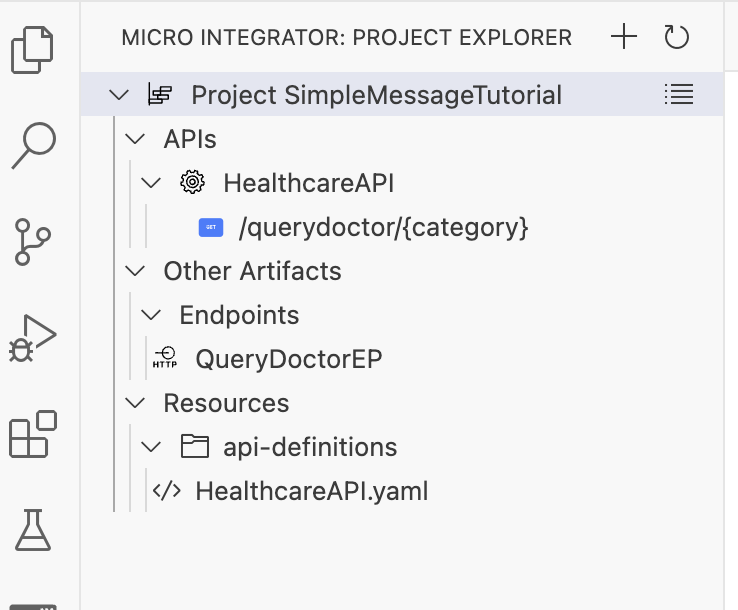 MICRO INTEGRATOR: PROJECT EXPLORER
Project SimpleMessageTutorial
APIs
HealthcareAPI
GET /querydoctor/{category}
Other Artifacts
Endpoints
HTTP QueryDoctorEP
Resources
api-definitions
HealthcareAPI.yaml